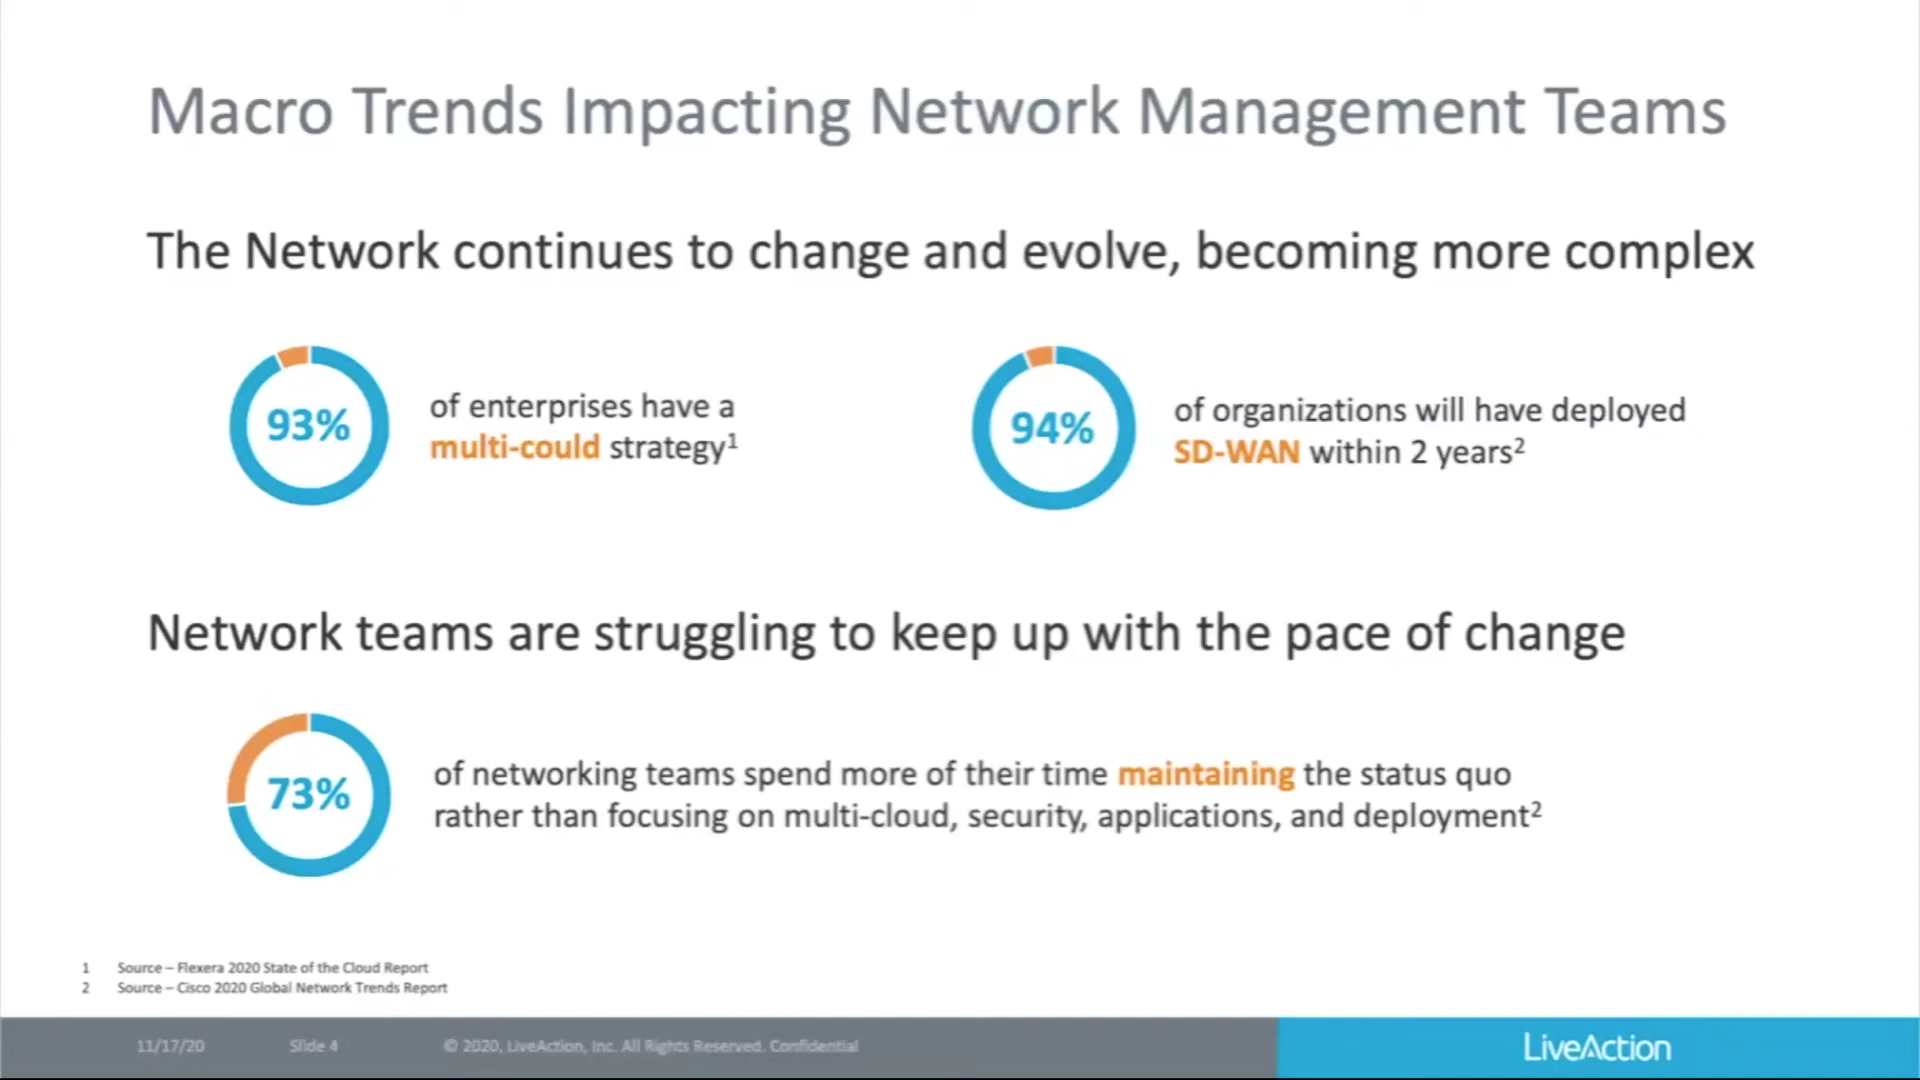 Macro Trends Impacting Network Management Teams
The Network continues to change and evolve, becoming more complex
93%
of enterprises have a
multi-could strategy¹
94%
of organizations will have deployed
SD-WAN within 2 years²
Network teams are struggling to keep up with the pace of change
73%
of networking teams spend more of their time maintaining the status quo
rather than focusing on multi-cloud, security, applications, and deployment²
1 Source – Flexera 2020 State of the Cloud Report
2 Source – Cisco 2020 Global Network Trends Report
11/17/20 Slide 4 © 2020, LiveAction, Inc. All Rights Reserved. Confidential
LiveAction